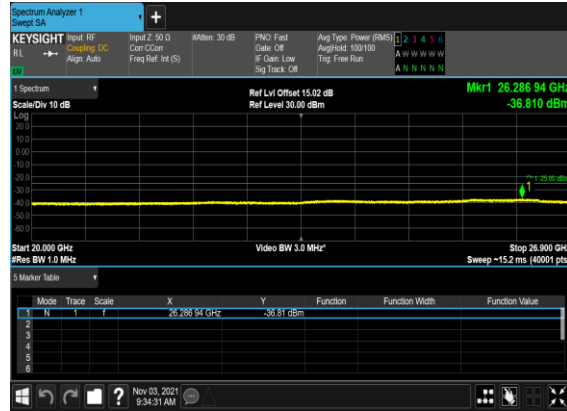 Spectrum Analyzer 1
Swept SA
+
KEYSIGHT Input: RF Input Z: 50 Ω #Atten: 30 dB PNO: Fast Avg Type: Power (RMS) 1 2 3 4 5 6
RL Coupling: DC Corr CCorr Gate: Off Avg|Hold: 100/100 A W W W W W
Align: Auto Freq Ref: Int (S) IF Gain: Low Trig: Free Run
Sig Track: Off A N N N N N
1 Spectrum Ref Lvl Offset 15.02 dB Mkr1 26.286 94 GHz
Scale/Div 10 dB Ref Level 30.00 dBm -36.810 dBm
Log
20.0
10.0
0.00
-10.0
-20.0
-30.0
-40.0
-50.0
-60.0
1
Start 20.000 GHz Video BW 3.0 MHz* Stop 26.900 GHz
#Res BW 1.0 MHz Sweep ~15.2 ms (40001 pts)
5 Marker Table
Mode Trace Scale X Y Function Function Width Function Value
1 N 1 f 26.286 94 GHz -36.81 dBm
2
3
4
5
6
? Nov 03, 2021
9:34:31 AM